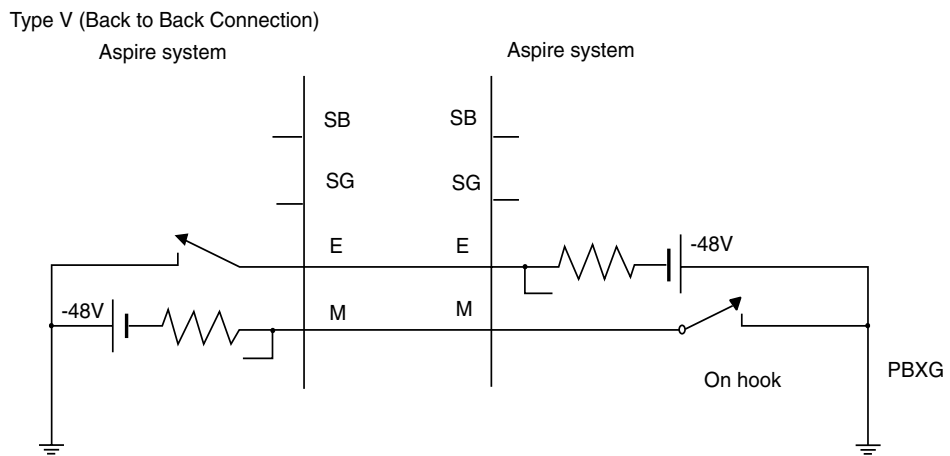 Type V (Back to Back Connection)
Aspire system
Aspire system
SB
SB
SG
SG
E
E
-48V
-48V
M
M
On hook
PBXG